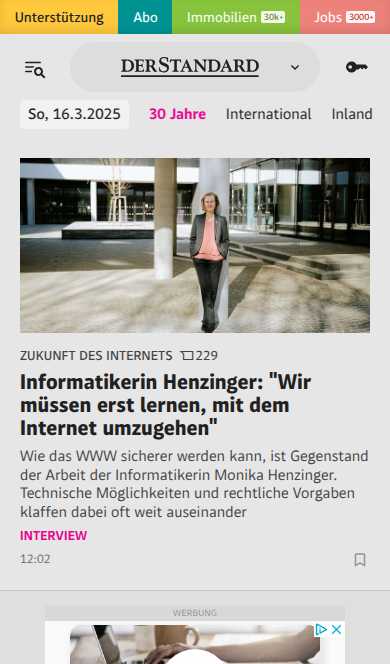 Unterstützung Abo Immobilien 30k+ Jobs 3000+
DERSTANDARD
So, 16.3.2025 30 Jahre International Inland
ZUKUNFT DES INTERNETS 229
Informatikerin Henzinger: "Wir
müssen erst lernen, mit dem
Internet umzugehen"
Wie das WWW sicherer werden kann, ist Gegenstand
der Arbeit der Informatikerin Monika Henzinger.
Technische Möglichkeiten und rechtliche Vorgaben
klaffen dabei oft weit auseinander
INTERVIEW
12:02
WERBUNG